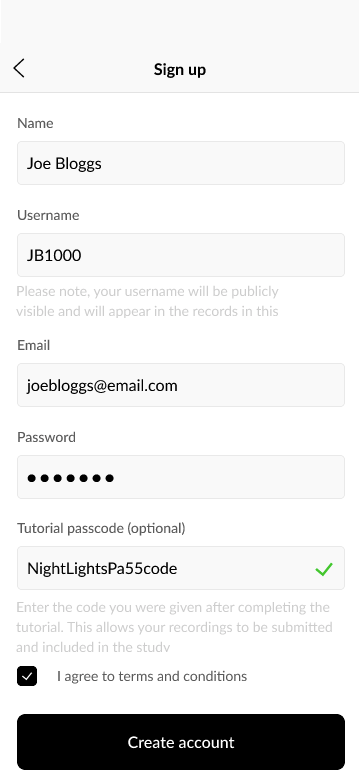 Sign up
Name
Joe Bloggs
Username
JB1000
Please note, your username will be publicly
visible and will appear in the records in this
Email
joebloggs@email.com
Password
Tutorial passcode (optional)
NightLightsPa55code
Enter the code you were given after completing the
tutorial. This allows your recordings to be submitted
and included in the study
I agree to terms and conditions
Create account